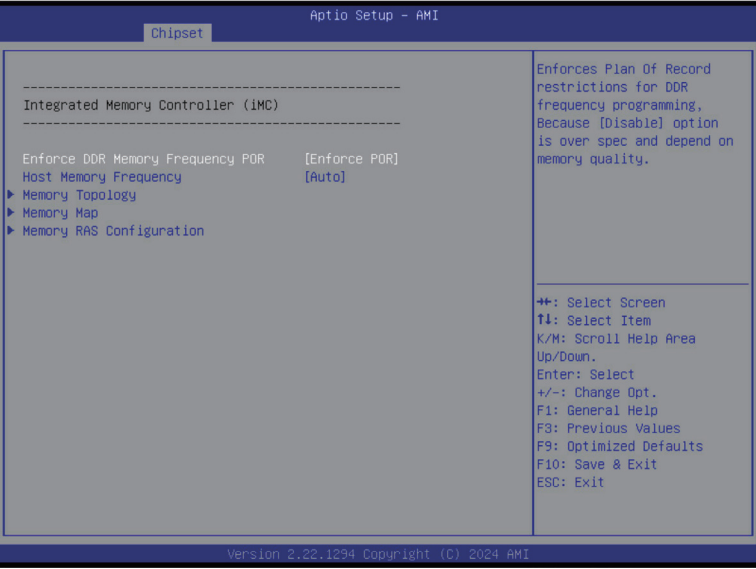 Aptio Setup – AMI
Chipset
--------------------------------------------------
Integrated Memory Controller (iMC)
--------------------------------------------------
Enforce DDR Memory Frequency POR [Enforce POR]
Host Memory Frequency [Auto]
Memory Topology
Memory Map
Memory RAS Configuration
Enforces Plan Of Record
restrictions for DDR
frequency programming,
Because [Disable] option
is over spec and depend on
memory quality.
→←: Select Screen
↑↓: Select Item
K/M: Scroll Help Area
Up/Down.
Enter: Select
+/-: Change Opt.
F1: General Help
F3: Previous Values
F9: Optimized Defaults
F10: Save & Exit
ESC: Exit
Version 2.22.1294 Copyright (C) 2024 AMI